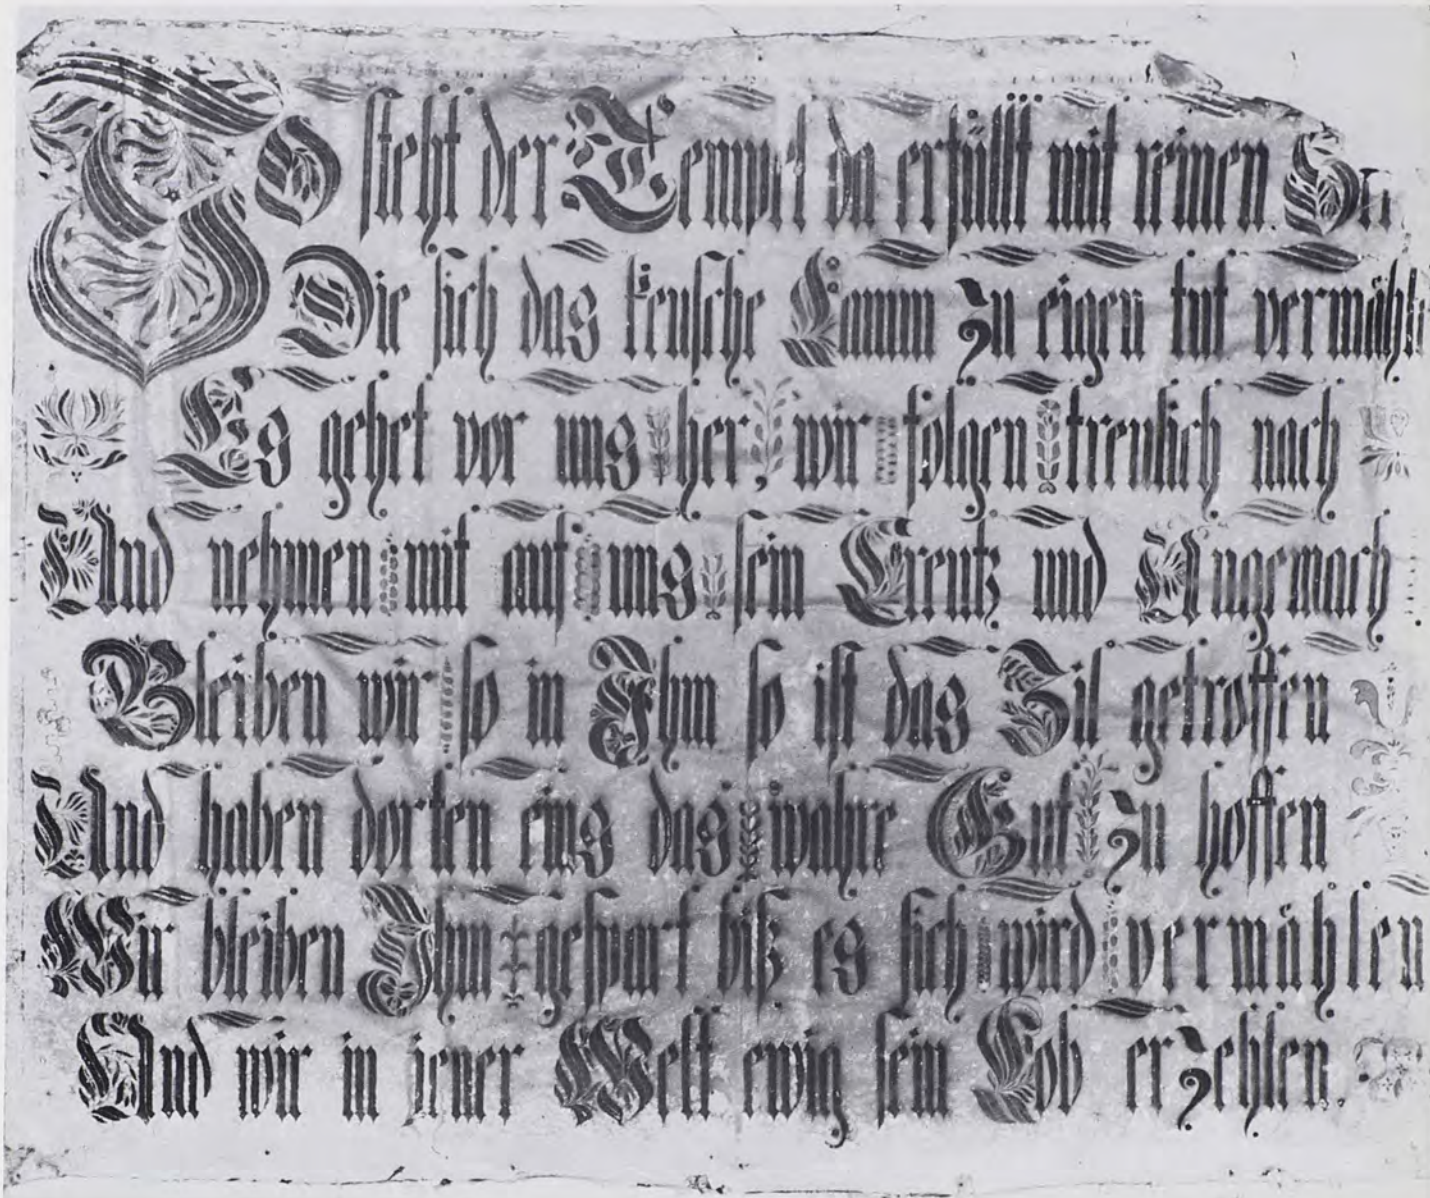 SO steht der Tempel da erfüllt mit reinen
Die sich das keusche Lamm zu eigen tut vermähle
Es gehet vor uns her, wir folgen treulich nach
Und nehmen mit auf uns sein Creutz und Ungemach
Bleiben wir so in Ihm so ist das Zil getroffen
Und haben dorten eins das wahre Gut zu hoffen
Wir bleiben Ihm gespart biß es sich wird vermählen
Und wir in jener Welt ewig sein Lob erzehlen.